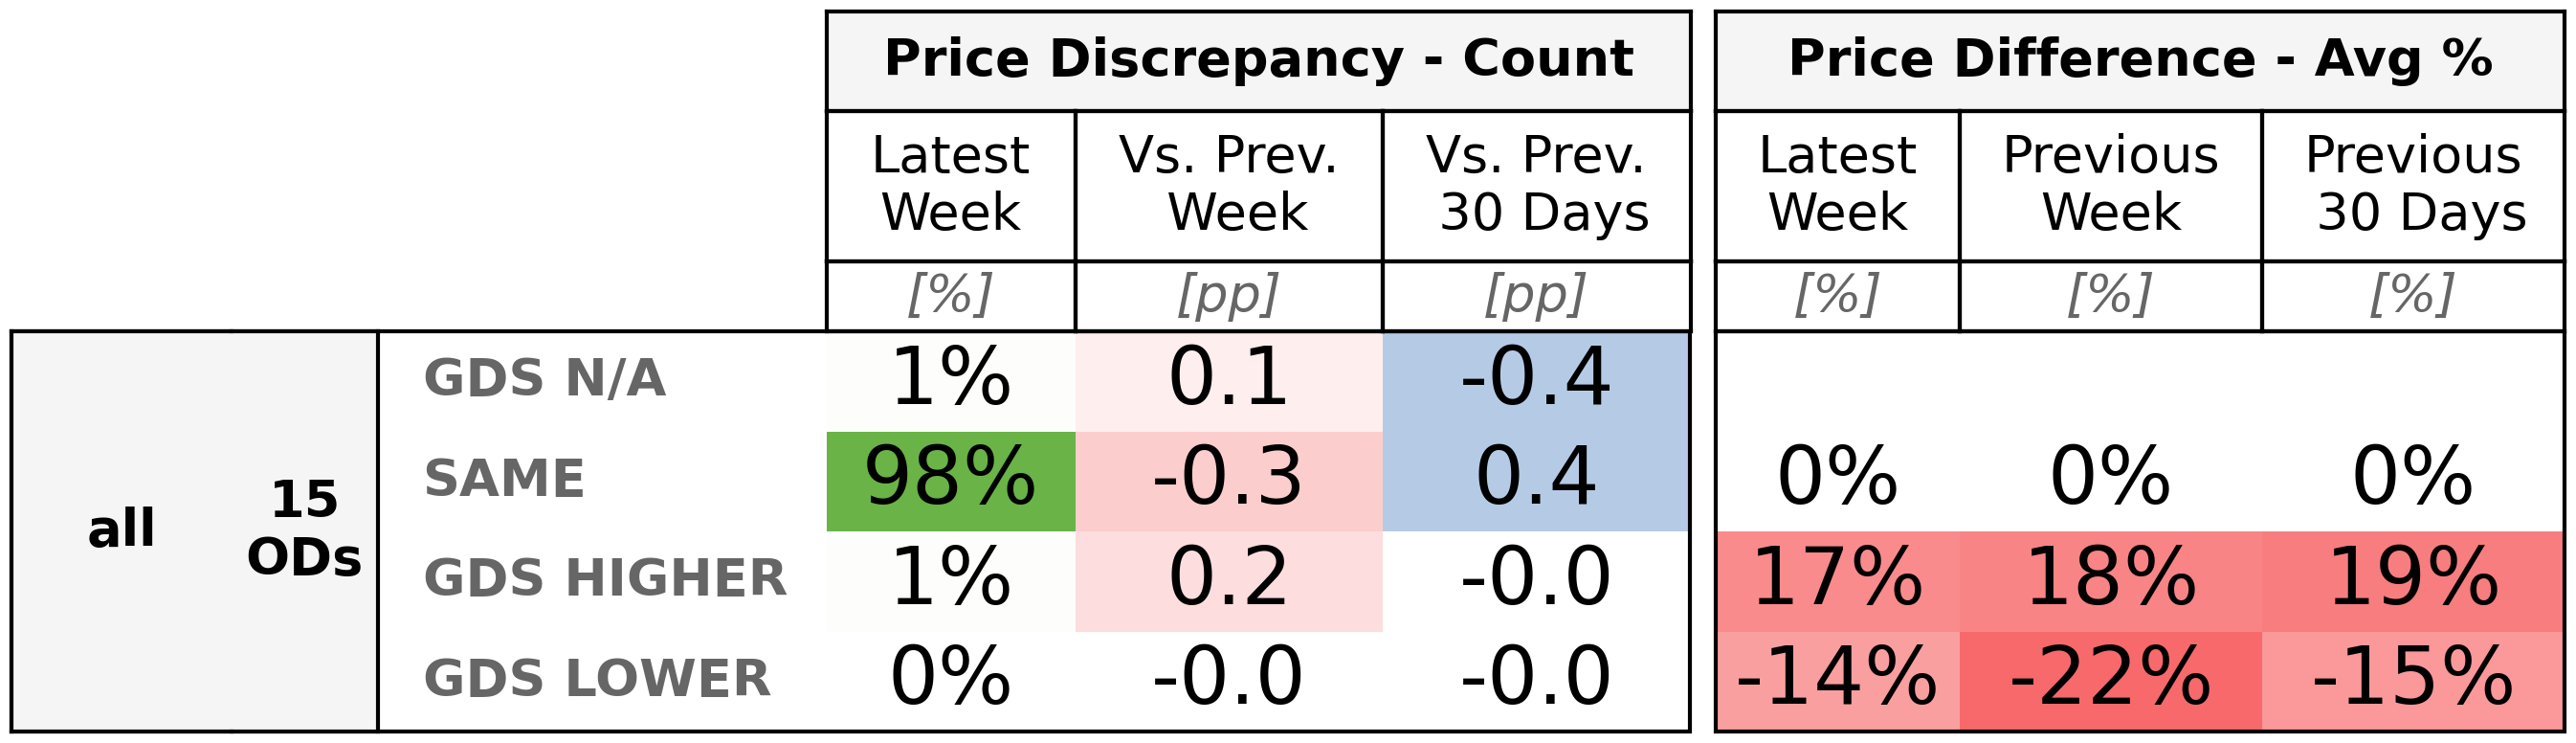 Price Discrepancy - Count Price Difference - Avg %
Latest Week Vs. Prev. Week Vs. Prev. 30 Days Latest Week Previous Week Previous 30 Days
[%] [pp] [pp] [%] [%] [%]
all 15 ODs
GDS N/A 1% 0.1 -0.4
SAME 98% -0.3 0.4 0% 0% 0%
GDS HIGHER 1% 0.2 -0.0 17% 18% 19%
GDS LOWER 0% -0.0 -0.0 -14% -22% -15%